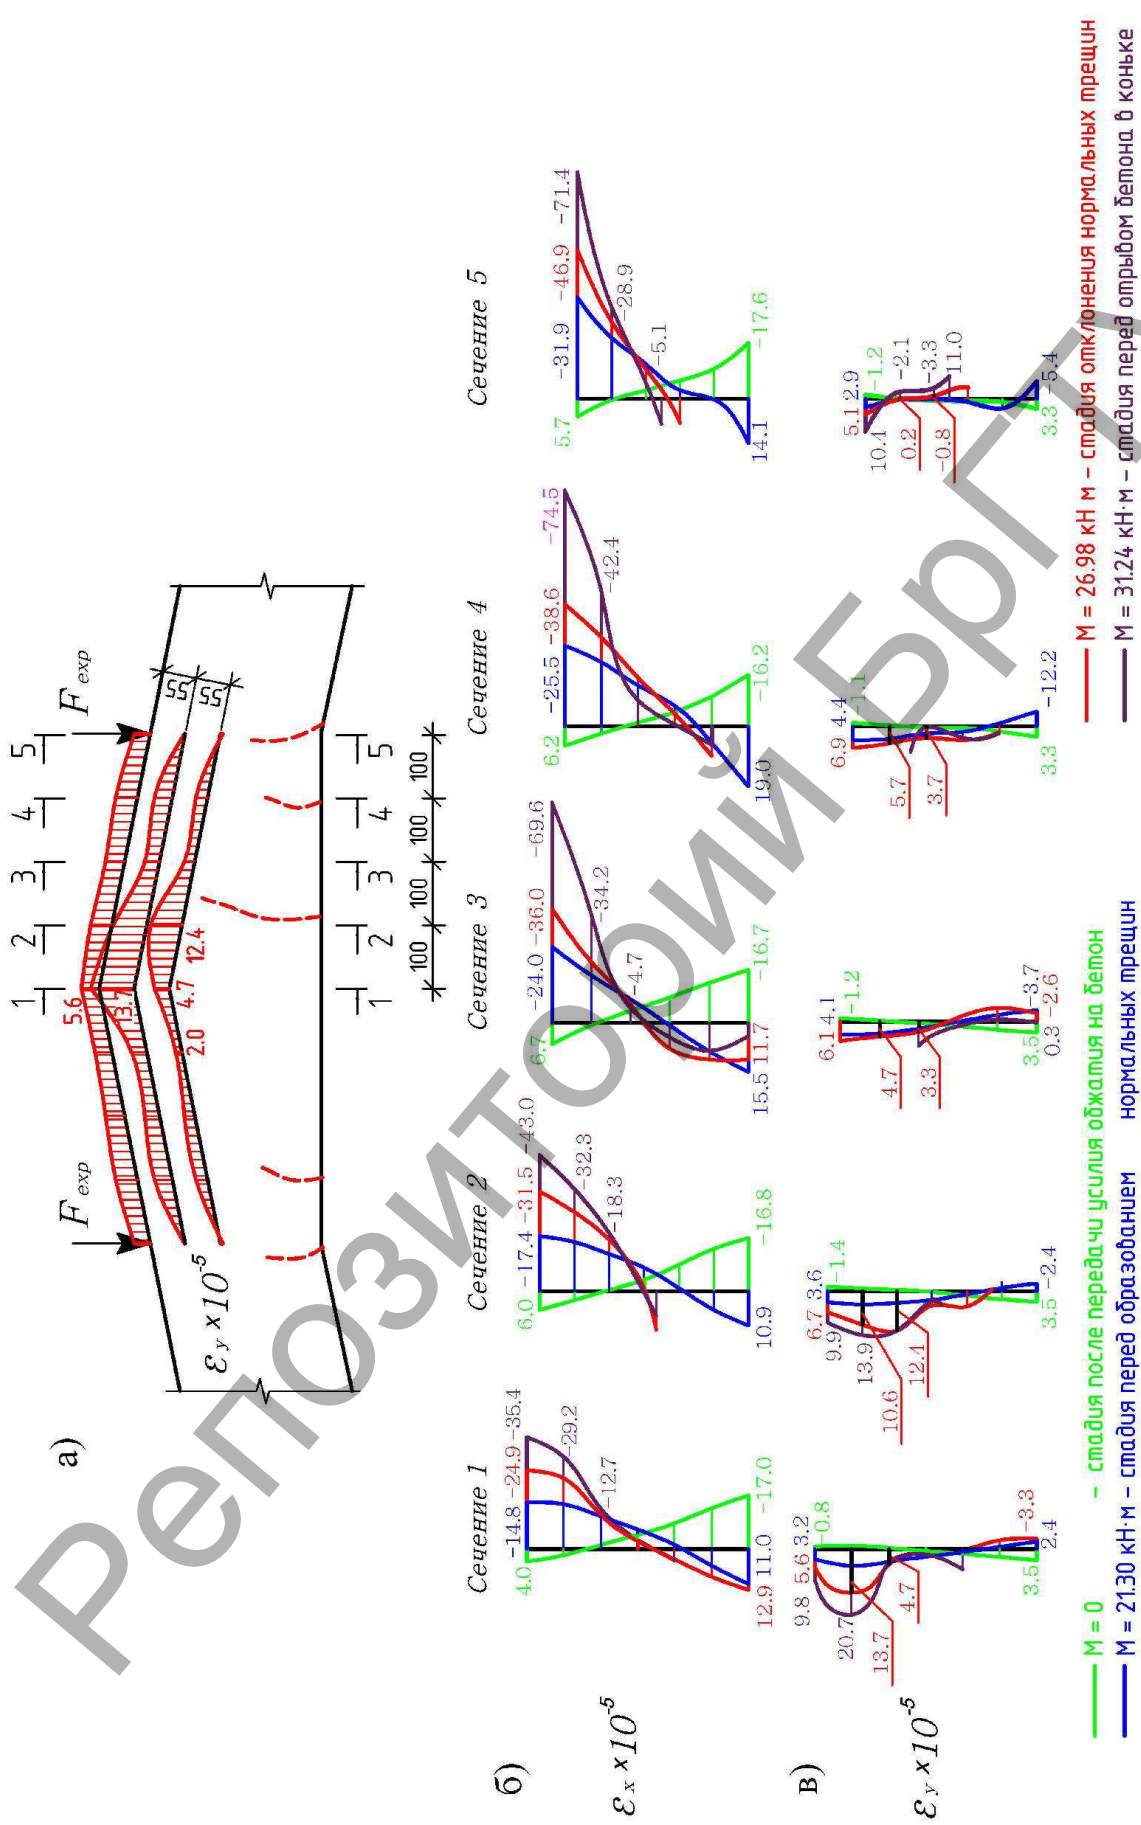 а)
F exp
F exp
1 2 3 4 5
5.6
13.7
2.0 4.7 12.4
55
55
ε y ×10⁻⁵
1 2 3 4 5
100 100 100 100
б)
ε x ×10⁻⁵
Сечение 1
4.0 -14.8 -24.9 -35.4
-29.2
-12.7
12.9 11.0 -17.0
Сечение 2
6.0 -17.4 -31.5 -43.0
-32.3
-18.3
10.9 -16.8
Сечение 3
6.7 -24.0 -36.0 -69.6
-34.2
-4.7
15.5 11.7 -16.7
Сечение 4
6.2 -25.5 -38.6 -74.5
-42.4
19.0 -16.2
Сечение 5
5.7 -31.9 -46.9 -71.4
-28.9
-5.1
14.1 -17.6
в)
ε y ×10⁻⁵
9.8 5.6 3.2 -0.8
20.7
13.7
4.7
3.5 2.4 -3.3
9.9 6.7 3.6 -1.4
13.9
10.6
12.4
3.5 -2.4
6.1 4.1 -1.2
4.7
3.3
3.5 0.3 -2.6 -3.7
6.9 4.4 -1.1
5.7
3.7
3.3 -12.2
10.4 5.1 2.9 -1.2
0.2 -2.1
-0.8 -3.3
11.0
3.3 -5.4
M = 0 - стадия после передачи усилия обжатия на бетон
M = 21.30 кН·м – стадия перед образованием нормальных трещин
M = 26.98 кН м – стадия отклонения нормальных трещин
M = 31.24 кН·м – стадия перед отрывом бетона в коньке
Репозиторий БрГТУ